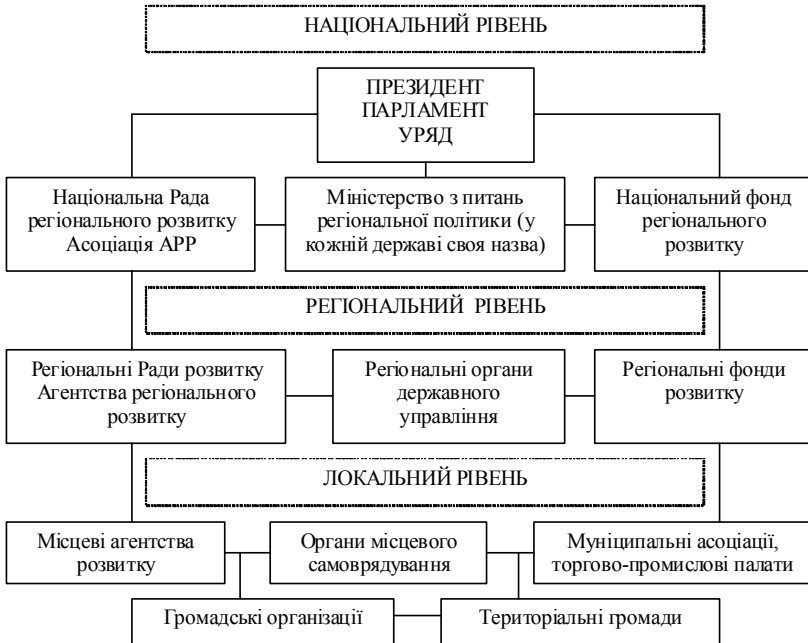 НАЦІОНАЛЬНИЙ РІВЕНЬ
ПРЕЗИДЕНТ
ПАРЛАМЕНТ
УРЯД
Національна Рада
регіонального розвитку
Асоціація АРР
Міністерство з питань
регіональної політики (у
кожній державі своя назва)
Національний фонд
регіонального
розвитку
РЕГІОНАЛЬНИЙ РІВЕНЬ
Регіональні Ради розвитку
Агентства регіонального
розвитку
Регіональні органи
державного
управління
Регіональні фонди
розвитку
ЛОКАЛЬНИЙ РІВЕНЬ
Місцеві агентства
розвитку
Органи місцевого
самоврядування
Муніципальні асоціації,
торгово-промислові палати
Громадські організації
Територіальні громади